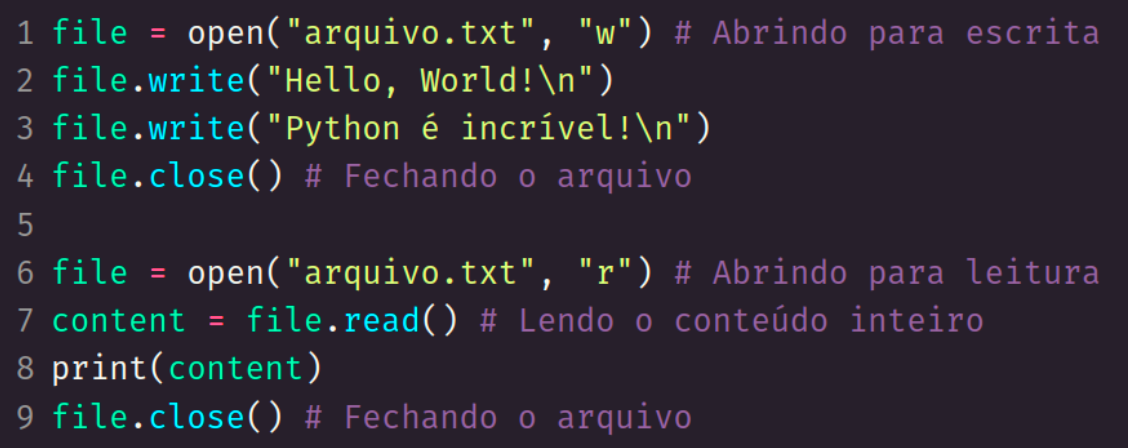 1 file = open("arquivo.txt", "w") # Abrindo para escrita
2 file.write("Hello, World!\n")
3 file.write("Python é incrível!\n")
4 file.close() # Fechando o arquivo
5
6 file = open("arquivo.txt", "r") # Abrindo para leitura
7 content = file.read() # Lendo o conteúdo inteiro
8 print(content)
9 file.close() # Fechando o arquivo